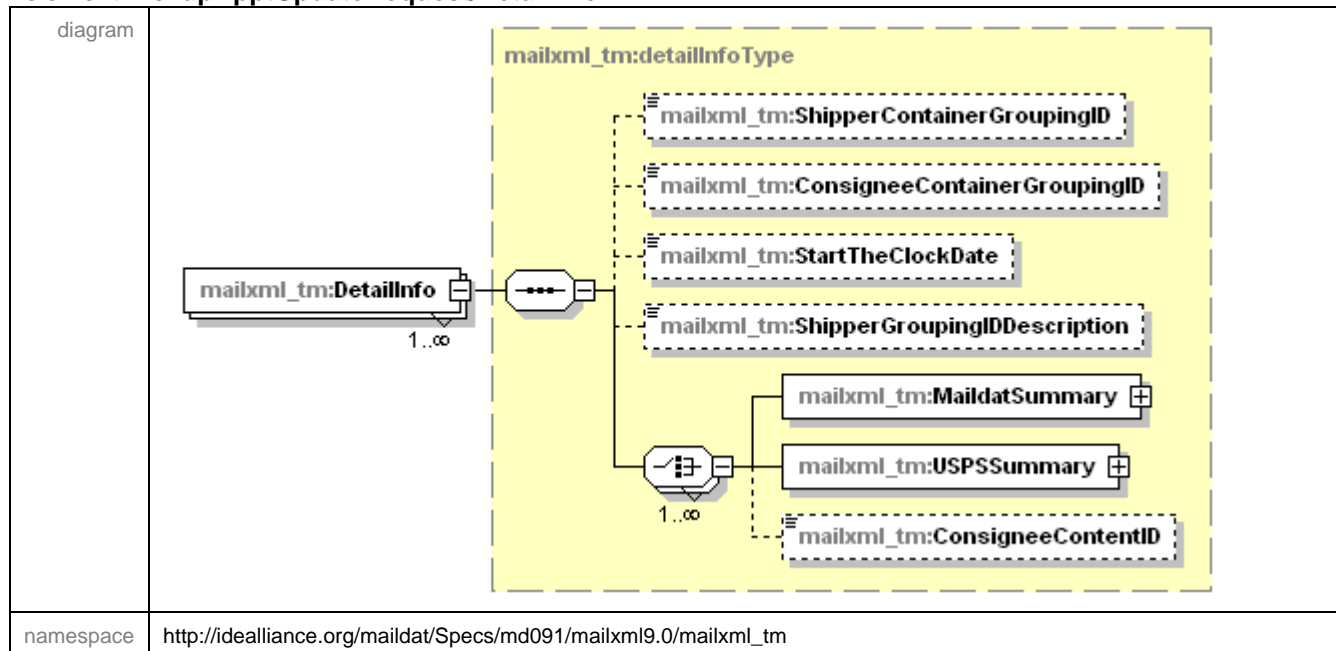 diagram
mailxml_tm:detailInfoType
mailxml_tm:ShipperContainerGroupingID
mailxml_tm:ConsigneeContainerGroupingID
mailxml_tm:StartTheClockDate
mailxml_tm:DetailInfo
1..∞
mailxml_tm:ShipperGroupingIDDescription
mailxml_tm:MaildatSummary
mailxml_tm:USPSSummary
1..∞
mailxml_tm:ConsigneeContentID
namespace
http://idealliance.org/maildat/Specs/md091/mailxml9.0/mailxml_tm